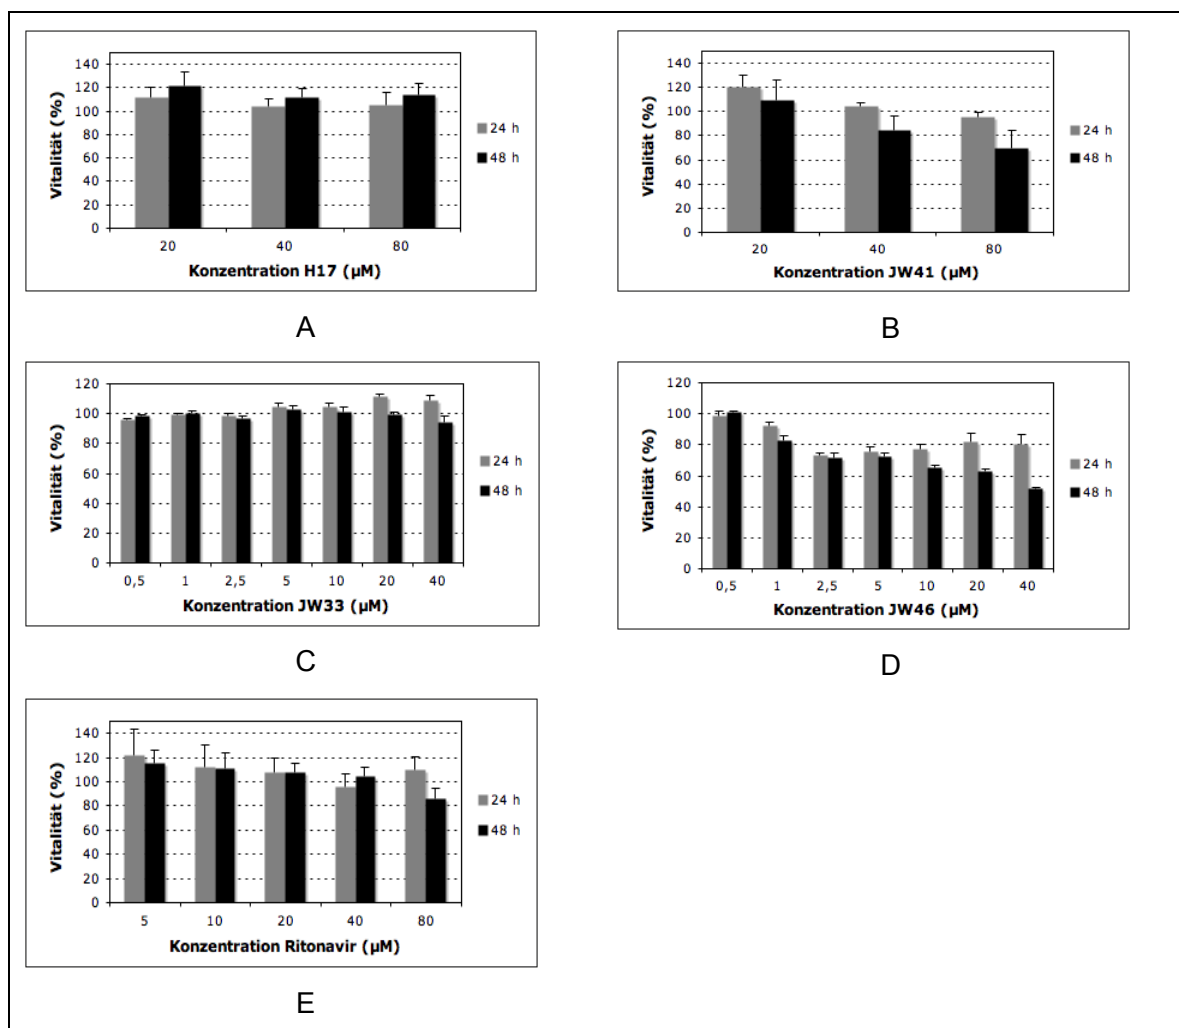 140
120
100
80
60
40
20
0
Vitalität (%)
20 40 80
Konzentration H17 (µM)
24 h
48 h
A
140
120
100
80
60
40
20
0
Vitalität (%)
20 40 80
Konzentration JW41 (µM)
24 h
48 h
B
120
100
80
60
40
20
0
Vitalität (%)
0,5 1 2,5 5 10 20 40
Konzentration JW33 (µM)
24 h
48 h
C
120
100
80
60
40
20
0
Vitalität (%)
0,5 1 2,5 5 10 20 40
Konzentration JW46 (µM)
24 h
48 h
D
140
120
100
80
60
40
20
0
Vitalität (%)
5 10 20 40 80
Konzentration Ritonavir (µM)
24 h
48 h
E